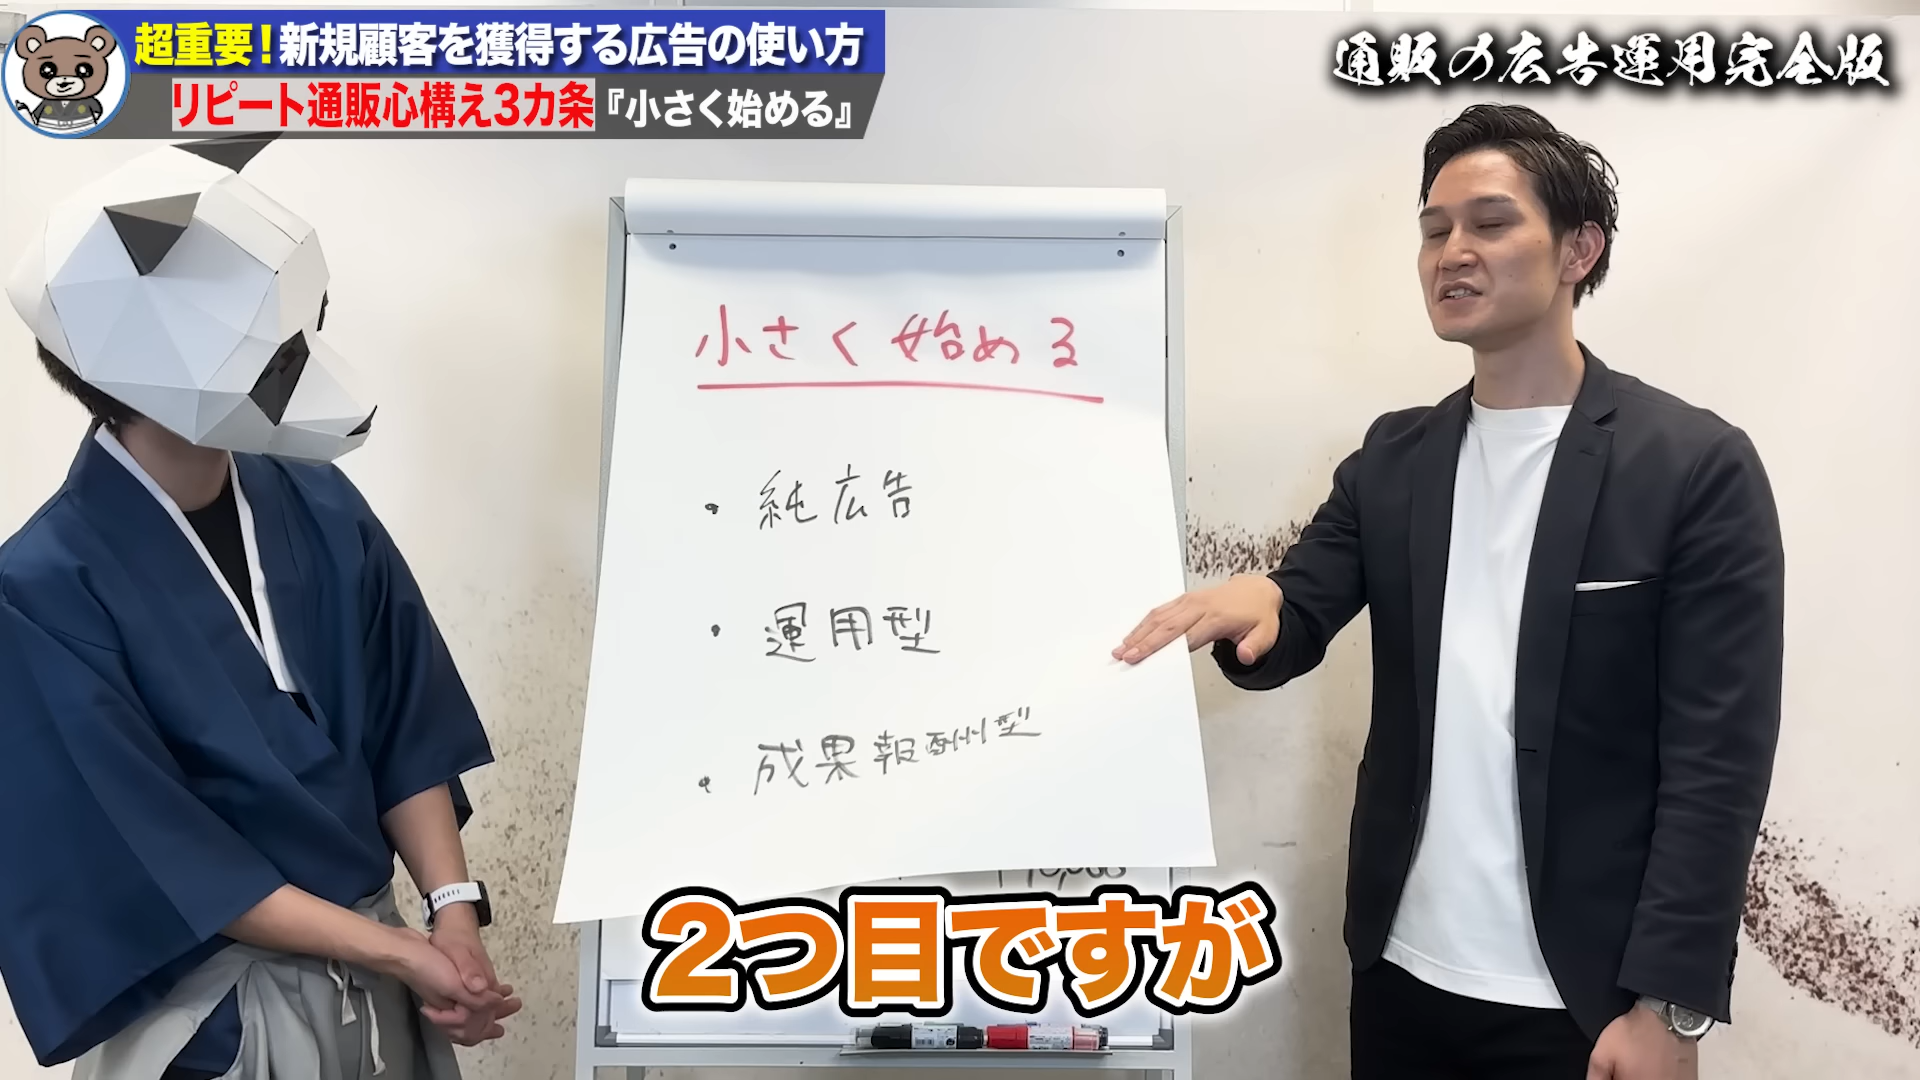 超重要!新規顧客を獲得する広告の使い方
リピート通販心構え3カ条『小さく始める』
通販の広告運用完全版
小さく始める
・純広告
・運用型
・成果報酬型
2つ目ですが